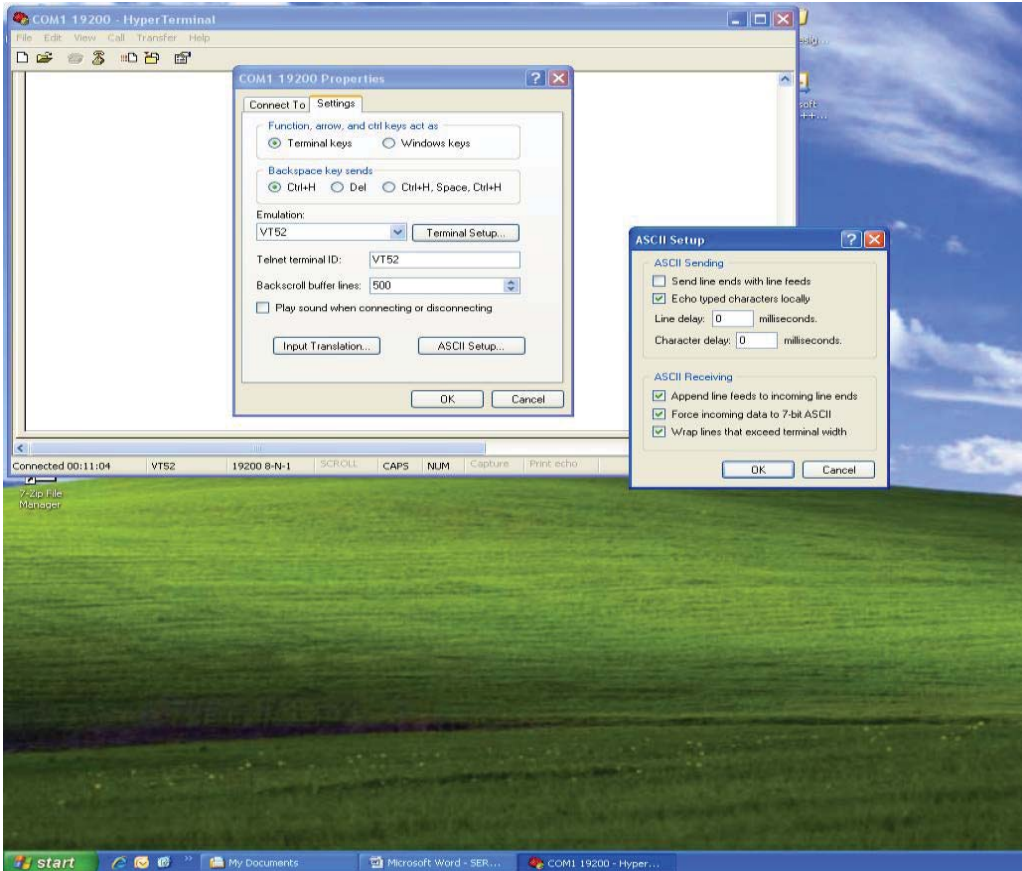 COM1 19200 - HyperTerminal
File Edit View Call Transfer Help
COM1 19200 Properties
Connect To Settings
Function, arrow, and ctrl keys act as
Terminal keys Windows keys
Backspace key sends
Ctrl+H Del Ctrl+H, Space, Ctrl+H
Emulation:
VT52 Terminal Setup...
Telnet terminal ID: VT52
Backscroll buffer lines: 500
Play sound when connecting or disconnecting
Input Translation... ASCII Setup...
OK Cancel
ASCII Setup
ASCII Sending
Send line ends with line feeds
Echo typed characters locally
Line delay: 0 milliseconds.
Character delay: 0 milliseconds.
ASCII Receiving
Append line feeds to incoming line ends
Force incoming data to 7-bit ASCII
Wrap lines that exceed terminal width
OK Cancel
Connected 00:11:04 VT52 19200 8-N-1 SCROLL CAPS NUM Capture Print echo
7-Zip File
Manager
start My Documents Microsoft Word - SER... COM1 19200 - Hyper...